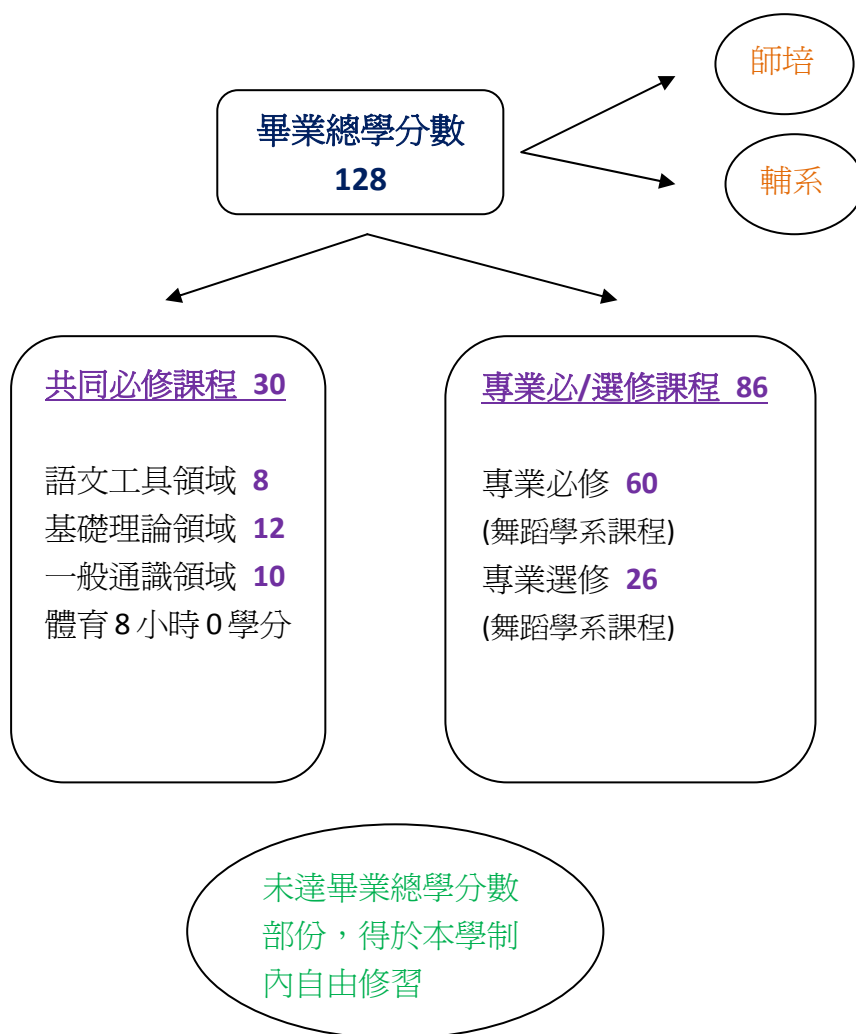 師培
畢業總學分數
128
輔系
共同必修課程 30
語文工具領域 8
基礎理論領域 12
一般通識領域 10
體育 8 小時 0 學分
專業必/選修課程 86
專業必修 60
(舞蹈學系課程)
專業選修 26
(舞蹈學系課程)
未達畢業總學分數
部份，得於本學制
內自由修習